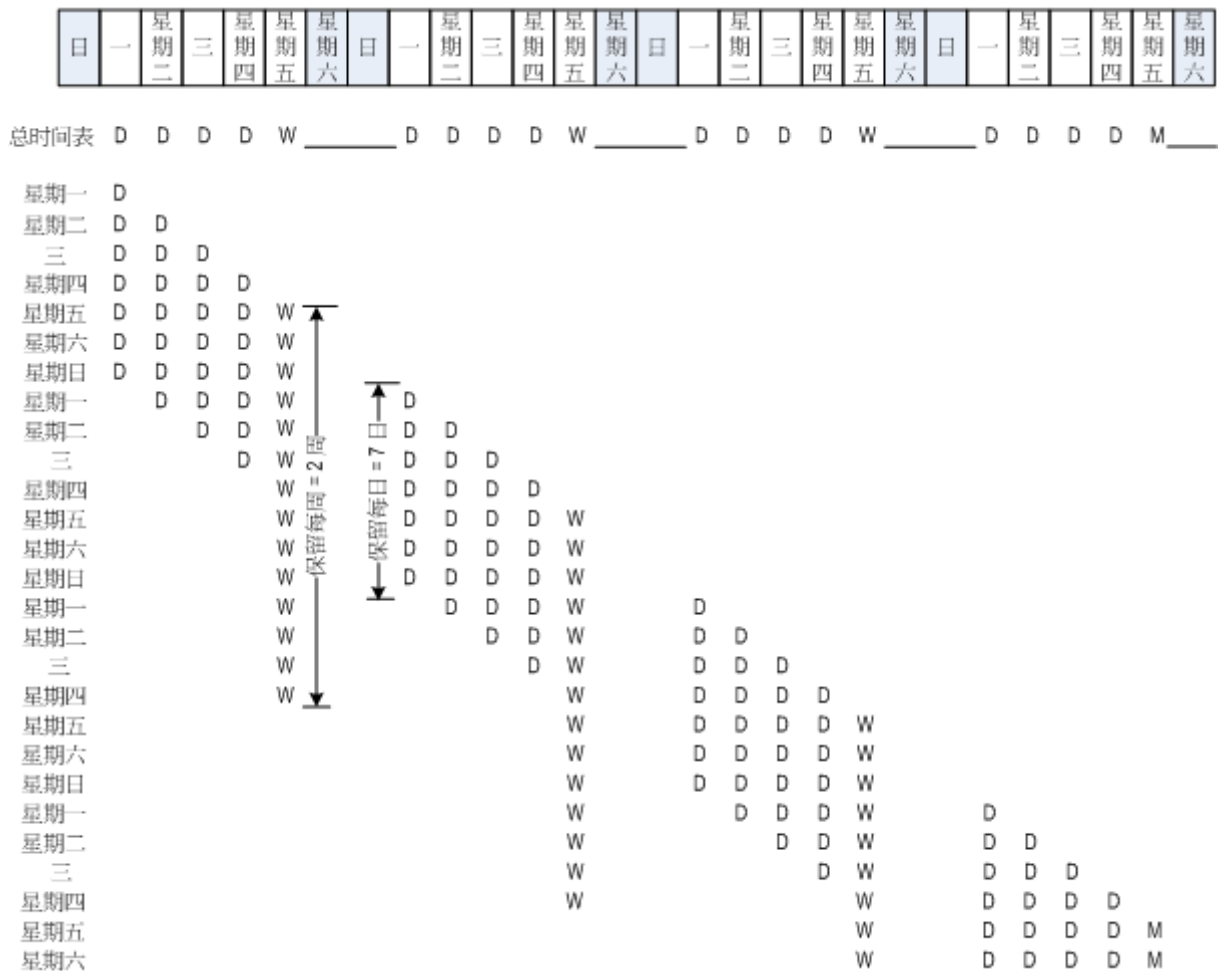 日 一 星期二 三 星期四 星期五 星期六 日 一 星期二 三 星期四 星期五 星期六 日 一 星期二 三 星期四 星期五 星期六 日 一 星期二 三 星期四 星期五 星期六
总时间表 D D D D W D D D D W D D D D W D D D D M
星期一 D
星期二 D D
三 D D D
星期四 D D D D
星期五 D D D D W
星期六 D D D D W
星期日 D D D D W
星期一 D D D W D
星期二 D D W D D
三 D W D D D
星期四 W D D D D
星期五 W D D D D W
星期六 W D D D D W
星期日 W D D D D W
星期一 W D D D W D
星期二 W D D W D D
三 W D W D D D
星期四 W W D D D D
星期五 W D D D D W
星期六 W D D D D W
星期日 W D D D D W
星期一 W D D D W D
星期二 W D D W D D
三 W D W D D D
星期四 W W D D D D
星期五 W D D D D M
星期六 W D D D D M
保留每周 = 2 周
保留每日 = 7 日